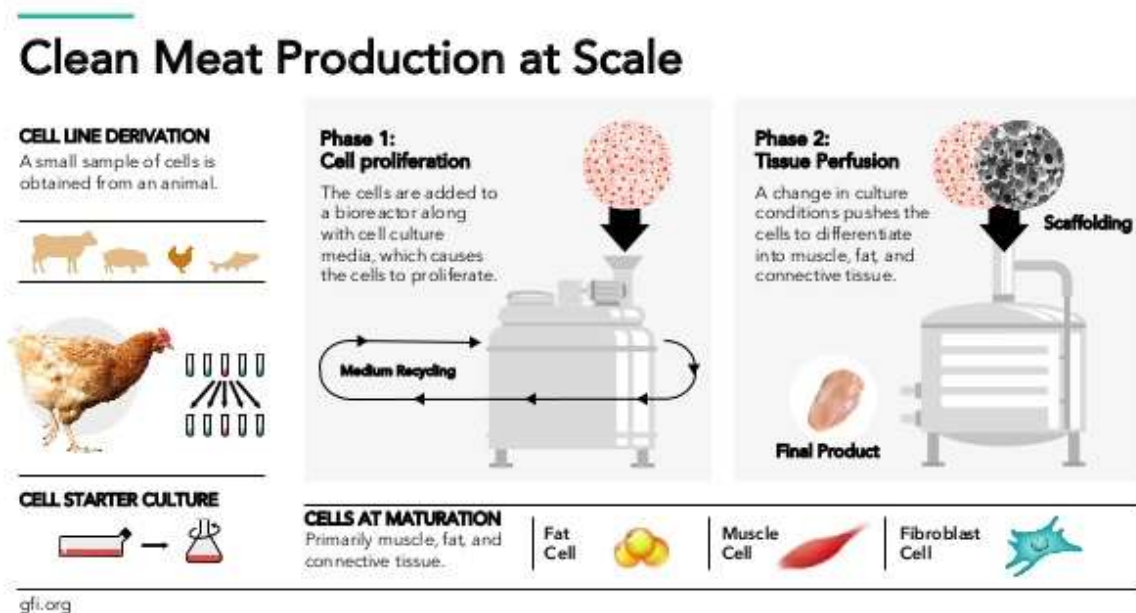 Clean Meat Production at Scale
CELL LINE DERIVATION
A small sample of cells is
obtained from an animal.
CELL STARTER CULTURE
Phase 1:
Cell proliferation
The cells are added to
a bioreactor along
with cell culture
media, which causes
the cells to proliferate.
Medium Recycling
Phase 2:
Tissue Perfusion
A change in culture
conditions pushes the
cells to differentiate
into muscle, fat, and
connective tissue.
Scaffolding
Final Product
CELLS AT MATURATION
Primarily muscle, fat, and
connective tissue.
Fat
Cell
Muscle
Cell
Fibroblast
Cell
gfi.org